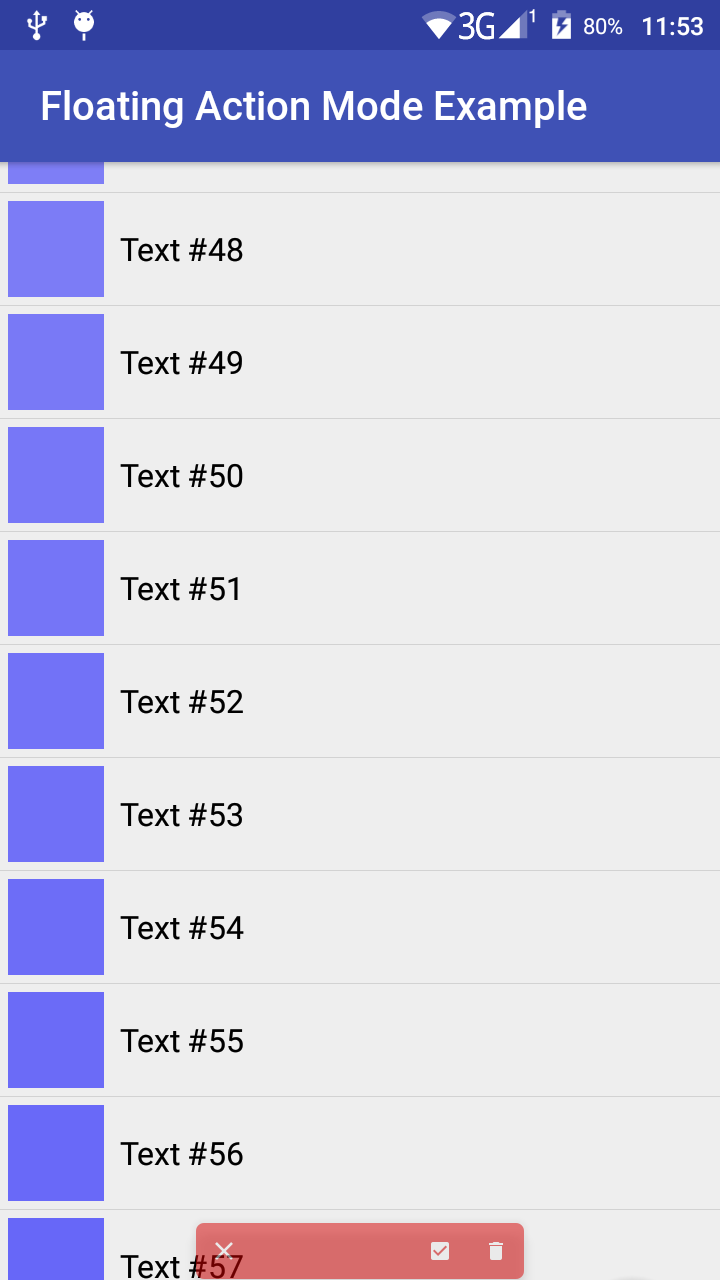 3G 1 80% 11:53
Floating Action Mode Example
Text #48
Text #49
Text #50
Text #51
Text #52
Text #53
Text #54
Text #55
Text #56
Text #57